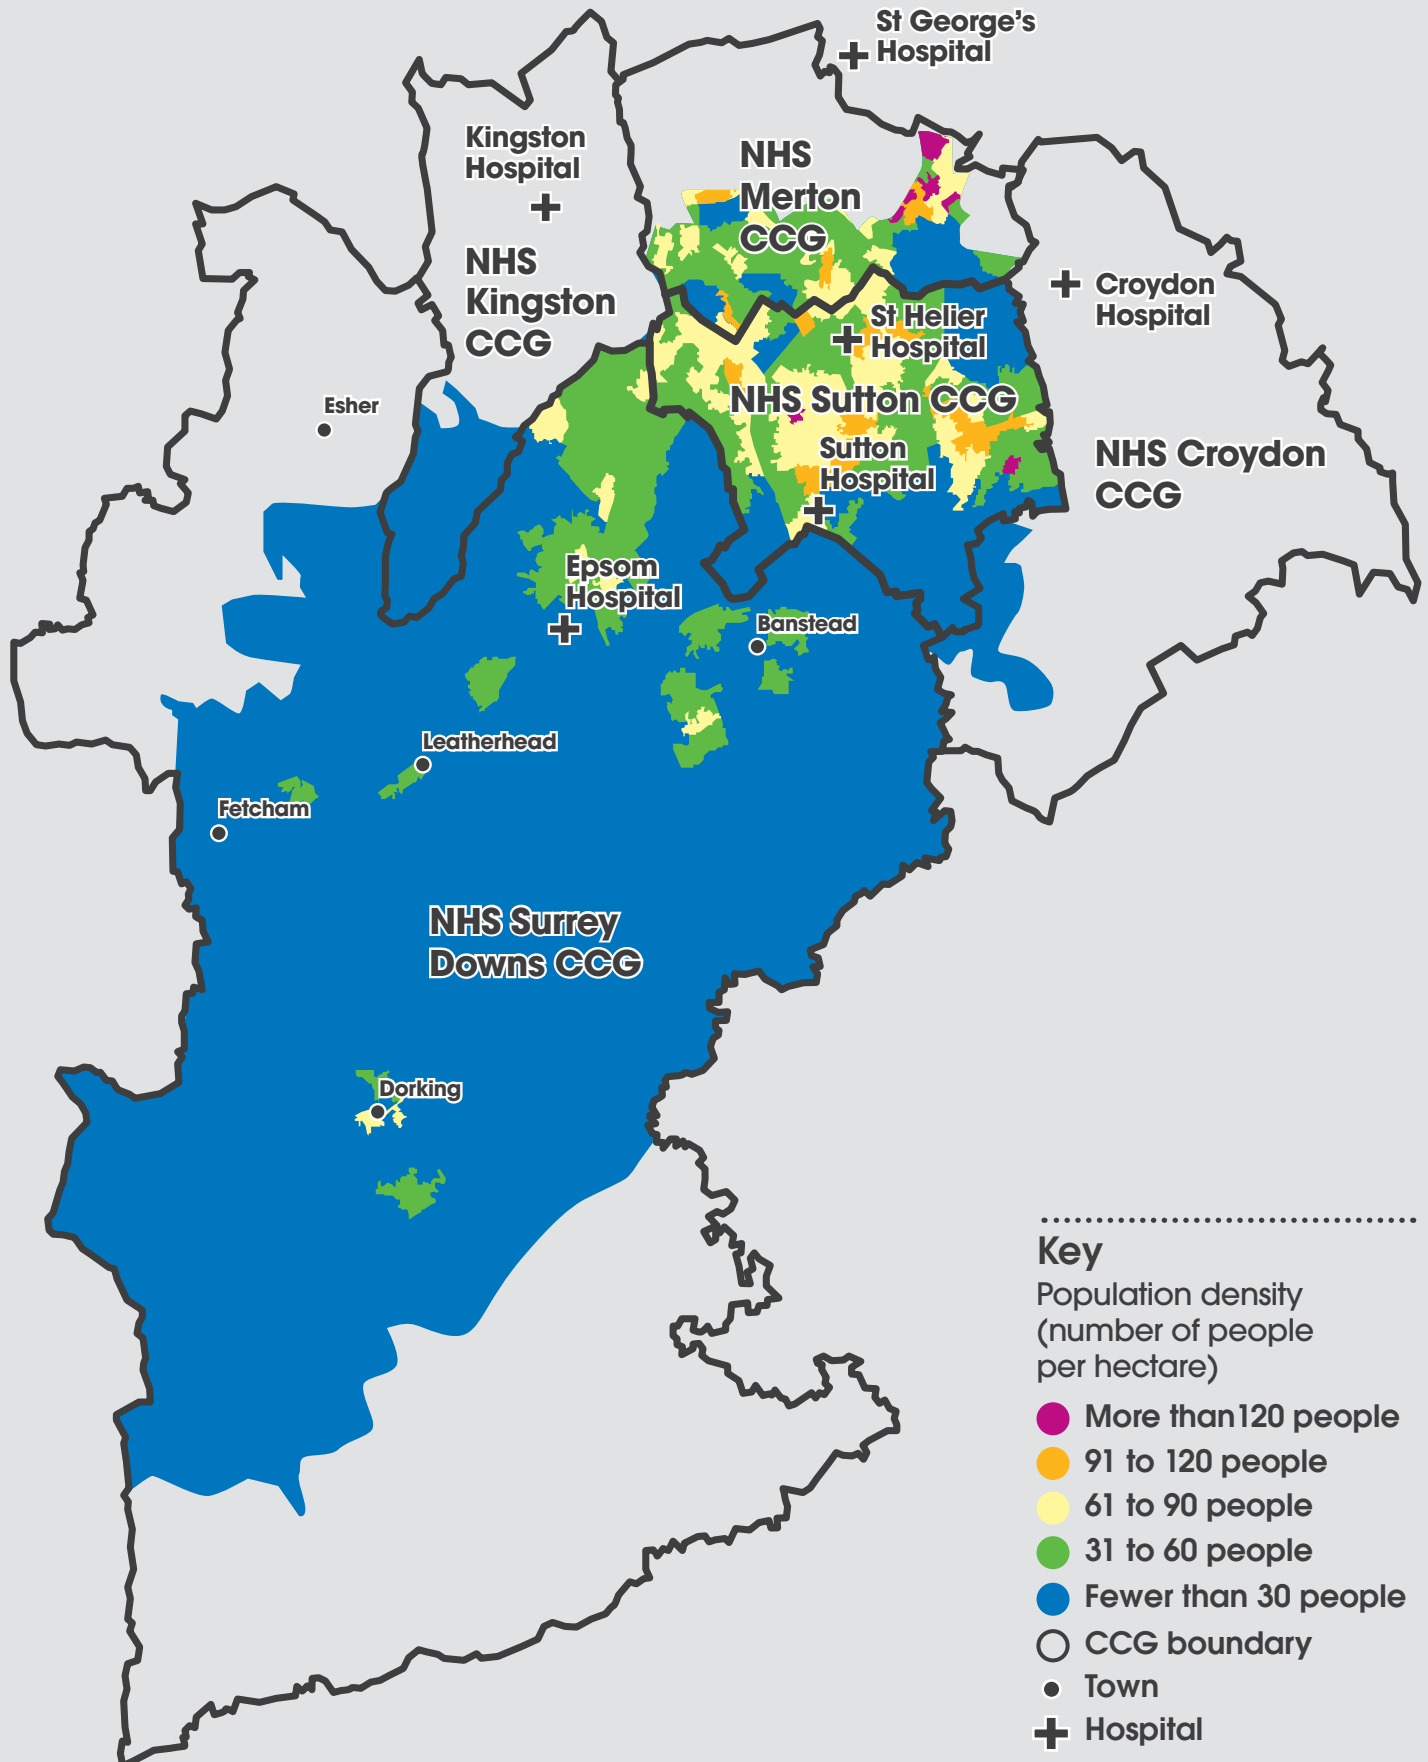 St George's
Hospital
Kingston
Hospital
NHS
Merton
CCG
NHS
Kingston
CCG
Croydon
Hospital
St Helier
Hospital
Esher
NHS Sutton CCG
Sutton
Hospital
NHS Croydon
CCG
Epsom
Hospital
Banstead
Leatherhead
Fetcham
NHS Surrey
Downs CCG
Dorking
Key
Population density
(number of people
per hectare)
More than120 people
91 to 120 people
61 to 90 people
31 to 60 people
Fewer than 30 people
CCG boundary
Town
Hospital